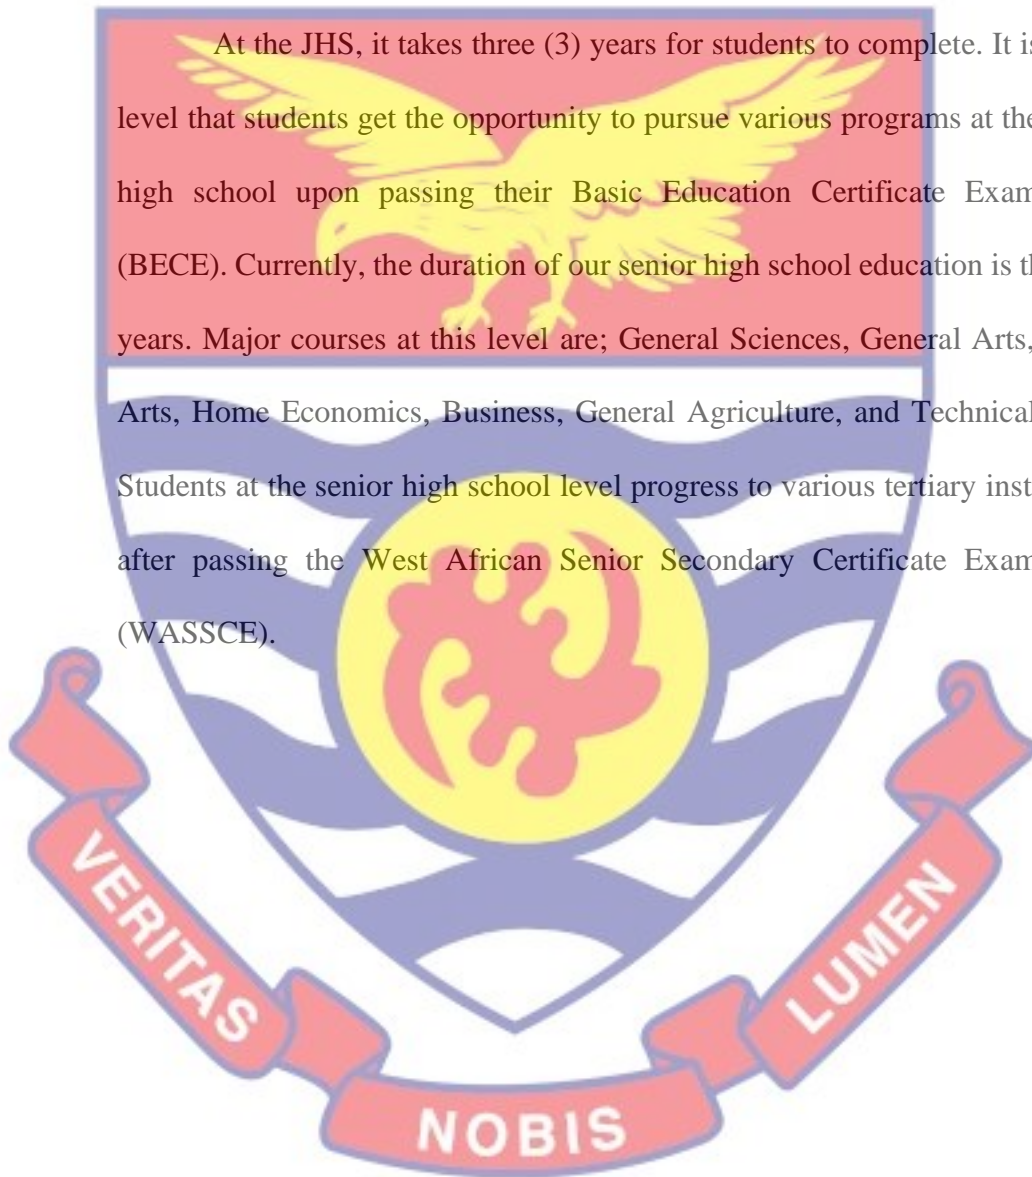 At the JHS, it takes three (3) years for students to complete. It is
level that students get the opportunity to pursue various programs at the
high school upon passing their Basic Education Certificate Exam
(BECE). Currently, the duration of our senior high school education is
years. Major courses at this level are; General Sciences, General Arts,
Arts, Home Economics, Business, General Agriculture, and Technical
Students at the senior high school level progress to various tertiary inst
after passing the West African Senior Secondary Certificate Exam
(WASSCE).
VERITAS
NOBIS
LUMEN